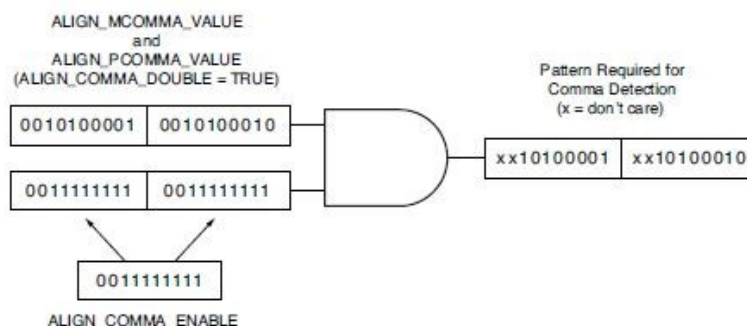 ALIGN_MCOMMA_VALUE
and
ALIGN_PCOMMA_VALUE
(ALIGN_COMMA_DOUBLE = TRUE)
Pattern Required for
Comma Detection
(x = don't care)
0010100001 0010100010
xx10100001 xx10100010
0011111111 0011111111
0011111111
ALIGN_COMMA_ENABLE